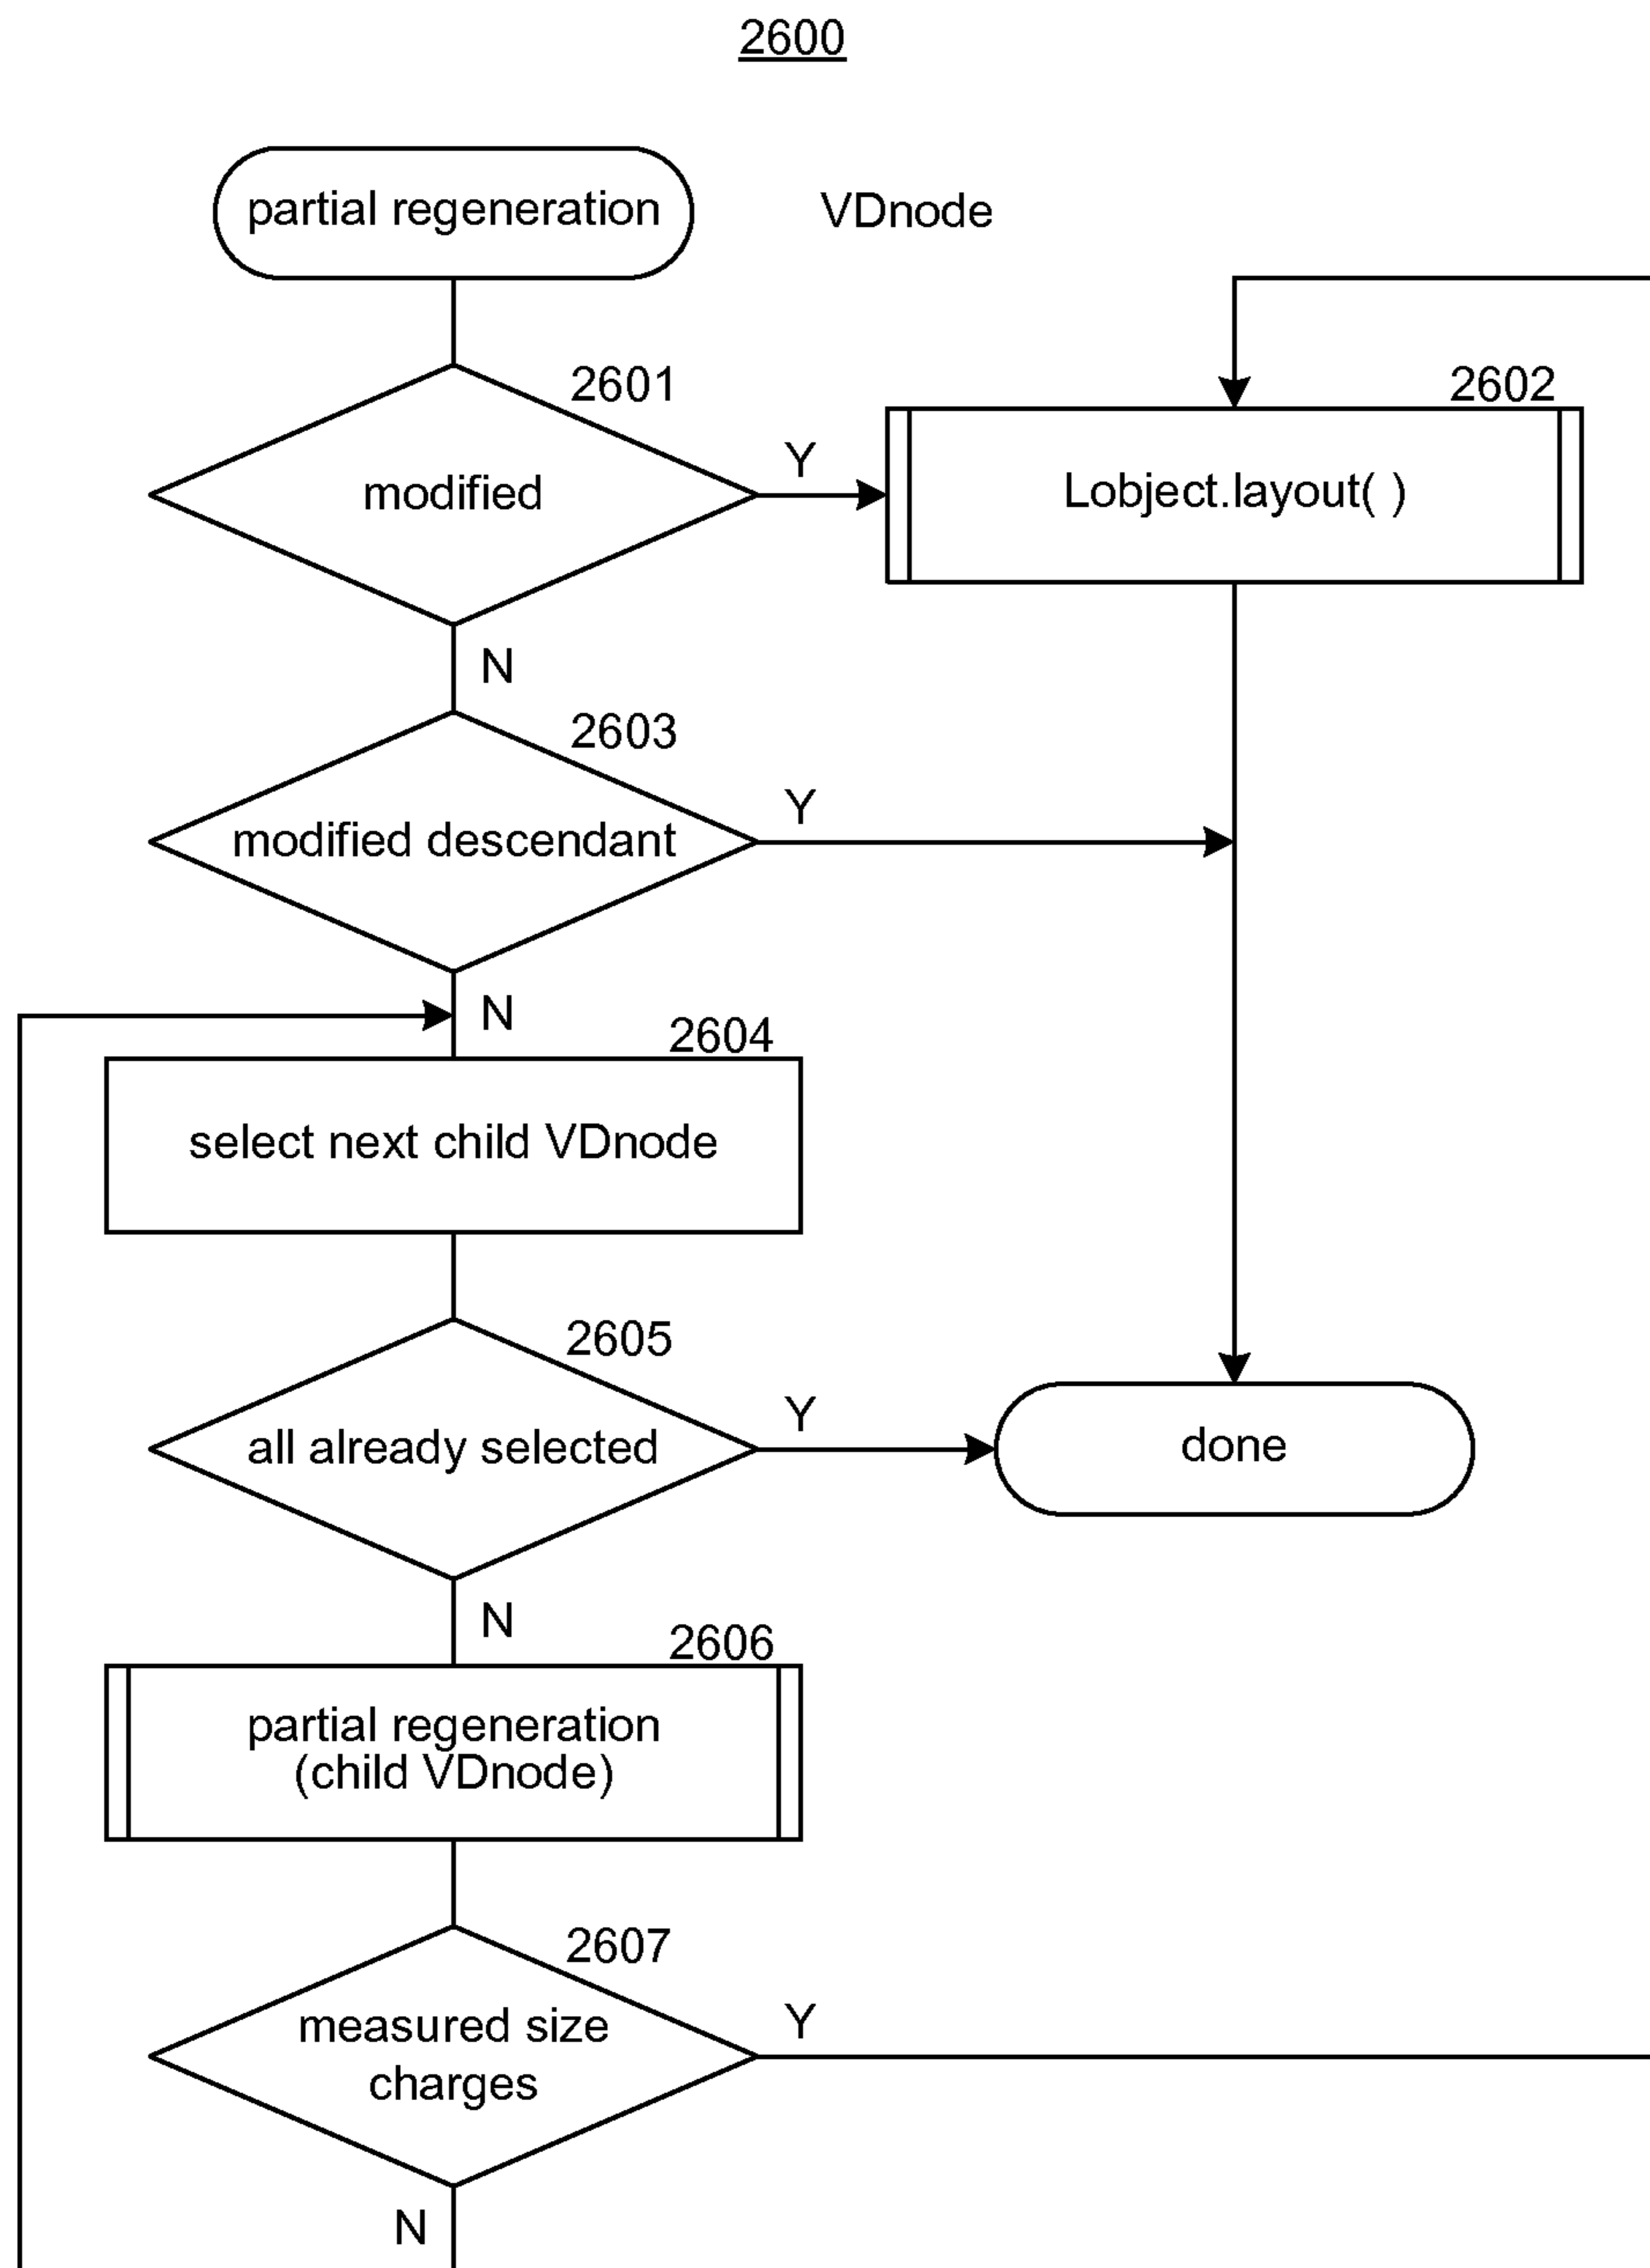 2600
partial regeneration
VDnode
2601
modified
Y
2602
Lobject.layout( )
N
2603
modified descendant
Y
N
2604
select next child VDnode
2605
all already selected
Y
done
N
2606
partial regeneration
(child VDnode)
2607
measured size
charges
Y
N